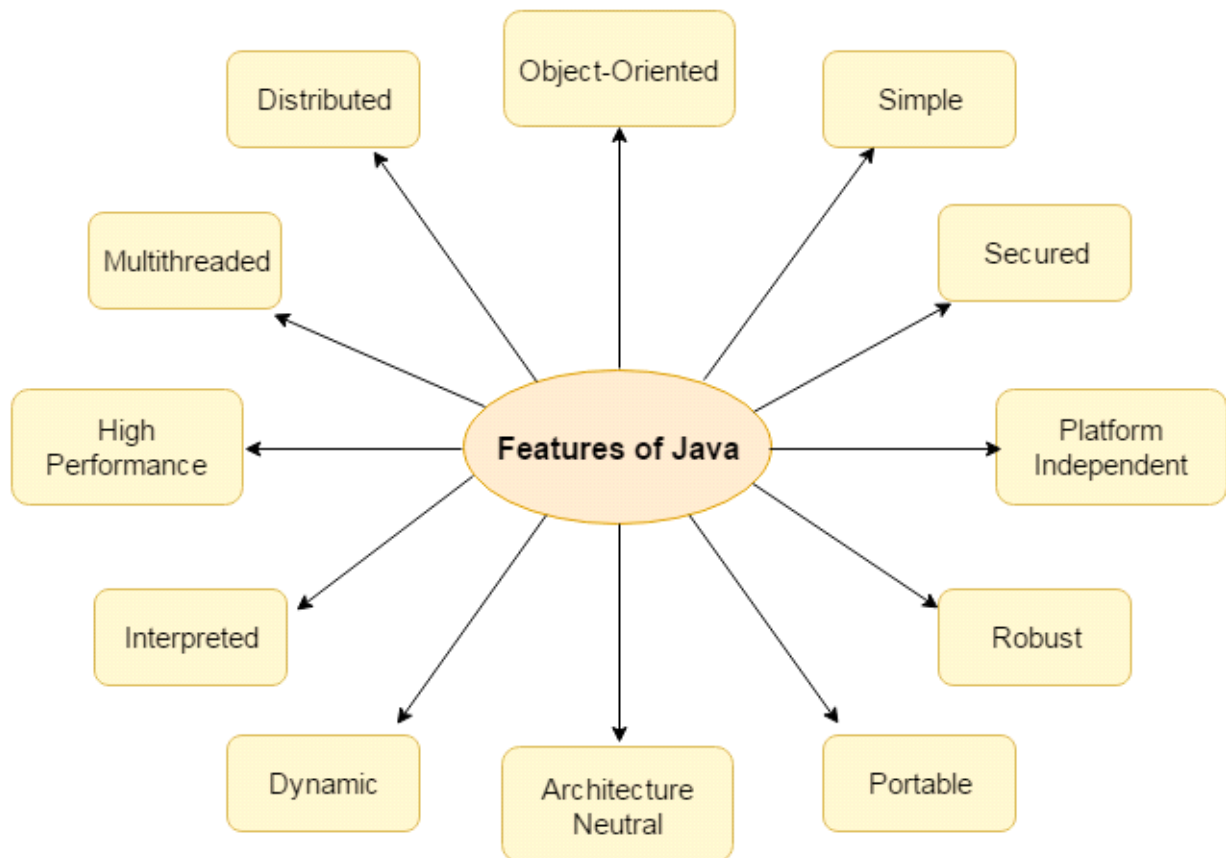 Object-Oriented
Distributed
Simple
Multithreaded
Secured
High
Performance
Features of Java
Platform
Independent
Interpreted
Robust
Dynamic
Architecture
Neutral
Portable